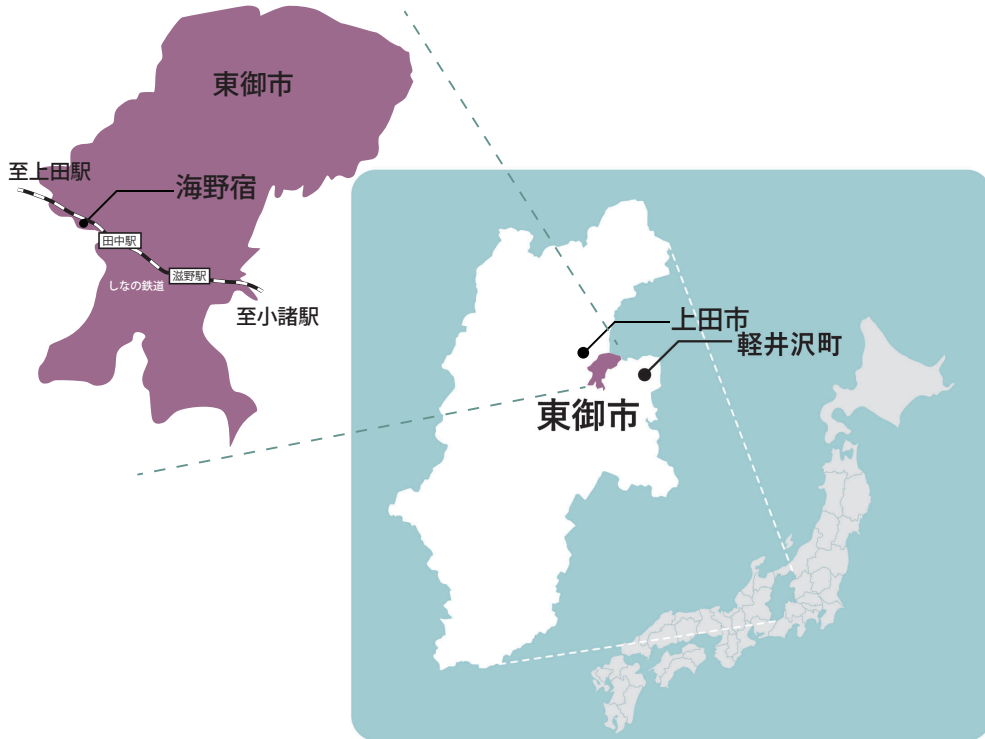 東御市
至上田駅
海野宿
田中駅
滋野駅
しなの鉄道
至小諸駅
上田市
軽井沢町
東御市